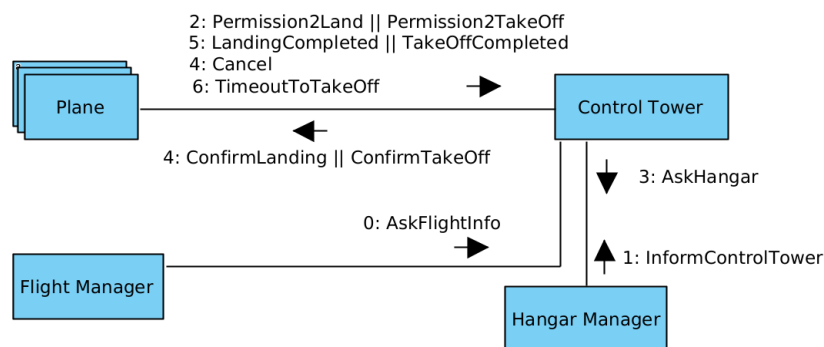 2: Permission2Land || Permission2TakeOff
5: LandingCompleted || TakeOffCompleted
4: Cancel
6: TimeoutToTakeOff
Plane
Control Tower
4: ConfirmLanding || ConfirmTakeOff
3: AskHangar
0: AskFlightInfo
1: InformControlTower
Flight Manager
Hangar Manager